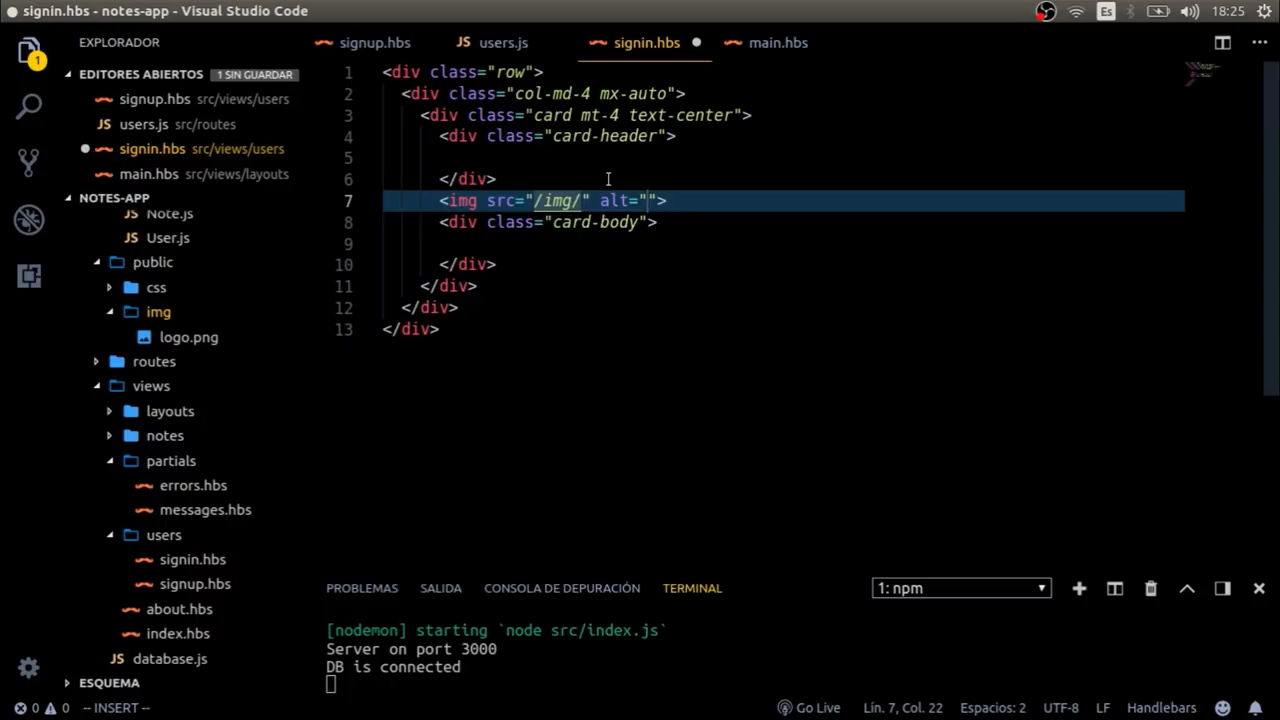 signin.hbs - notes-app - Visual Studio Code
Es
18:25
EXPLORADOR
1
EDITORES ABIERTOS 1 SIN GUARDAR
signup.hbs src/views/users
JS users.js src/routes
signin.hbs src/views/users
main.hbs src/views/layouts
NOTES-APP
Note.js
User.js
public
css
img
logo.png
routes
views
layouts
notes
partials
errors.hbs
messages.hbs
users
signin.hbs
signup.hbs
about.hbs
index.hbs
JS database.js
ESQUEMA
signup.hbs
JS users.js
signin.hbs
main.hbs
1 <div class="row">
2 <div class="col-md-4 mx-auto">
3 <div class="card mt-4 text-center">
4 <div class="card-header">
5
6 </div>
7 <img src="/img/" alt="">
8 <div class="card-body">
9
10 </div>
11 </div>
12 </div>
13 </div>
PROBLEMAS SALIDA CONSOLA DE DEPURACIÓN TERMINAL 1: npm
[nodemon] starting `node src/index.js`
Server on port 3000
DB is connected
0 0 -- INSERT -- Go Live Lín. 7, Col. 22 Espacios: 2 UTF-8 LF Handlebars